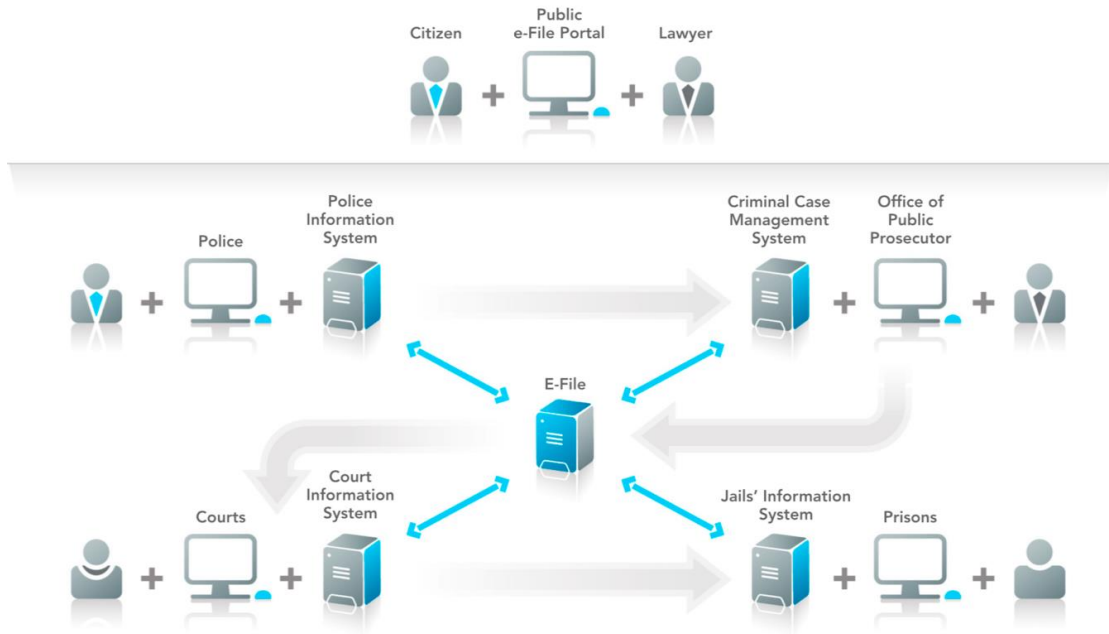 Citizen
Public
e-File Portal
Lawyer
Police
Police
Information
System
Criminal Case
Management
System
Office of
Public
Prosecutor
E-File
Courts
Court
Information
System
Jails’ Information
System
Prisons